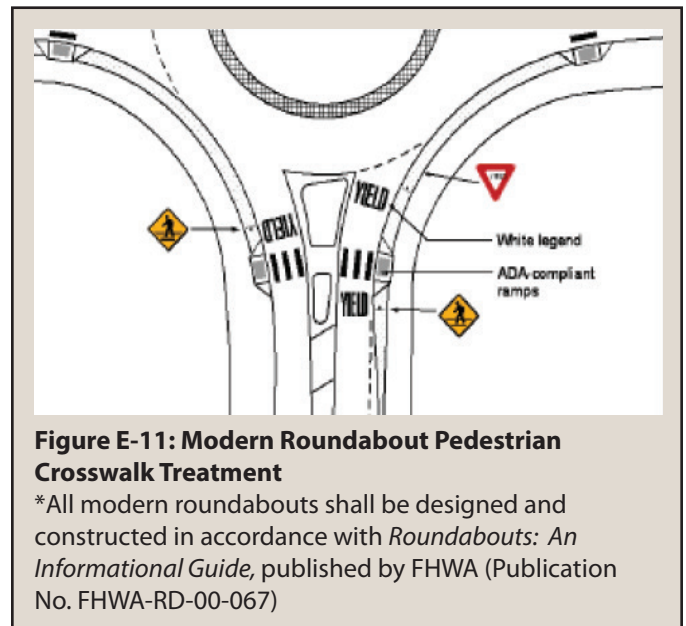 YIELD
YIELD
White legend
ADA-compliant
ramps
YIELD
Figure E-11: Modern Roundabout Pedestrian
Crosswalk Treatment
*All modern roundabouts shall be designed and
constructed in accordance with Roundabouts: An
Informational Guide, published by FHWA (Publication
No. FHWA-RD-00-067)